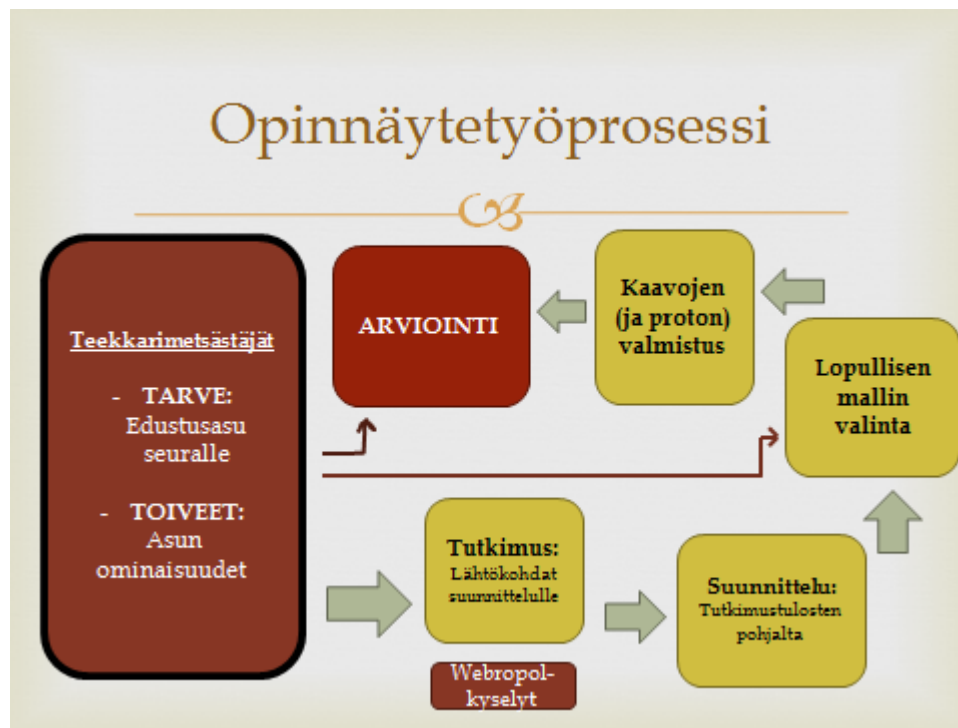 Opinnäytetyöprosessi
Teekkarimetsästäjät
- TARVE:
Edustusasu
seuralle
- TOIVEET:
Asun
ominaisuudet
ARVIOINTI
Kaavojen
(ja proton)
valmistus
Lopullisen
mallin
valinta
Tutkimus:
Lähtökohdat
suunnittelulle
Suunnittelu:
Tutkimustulosten
pohjalta
Webropol-
kyselyt